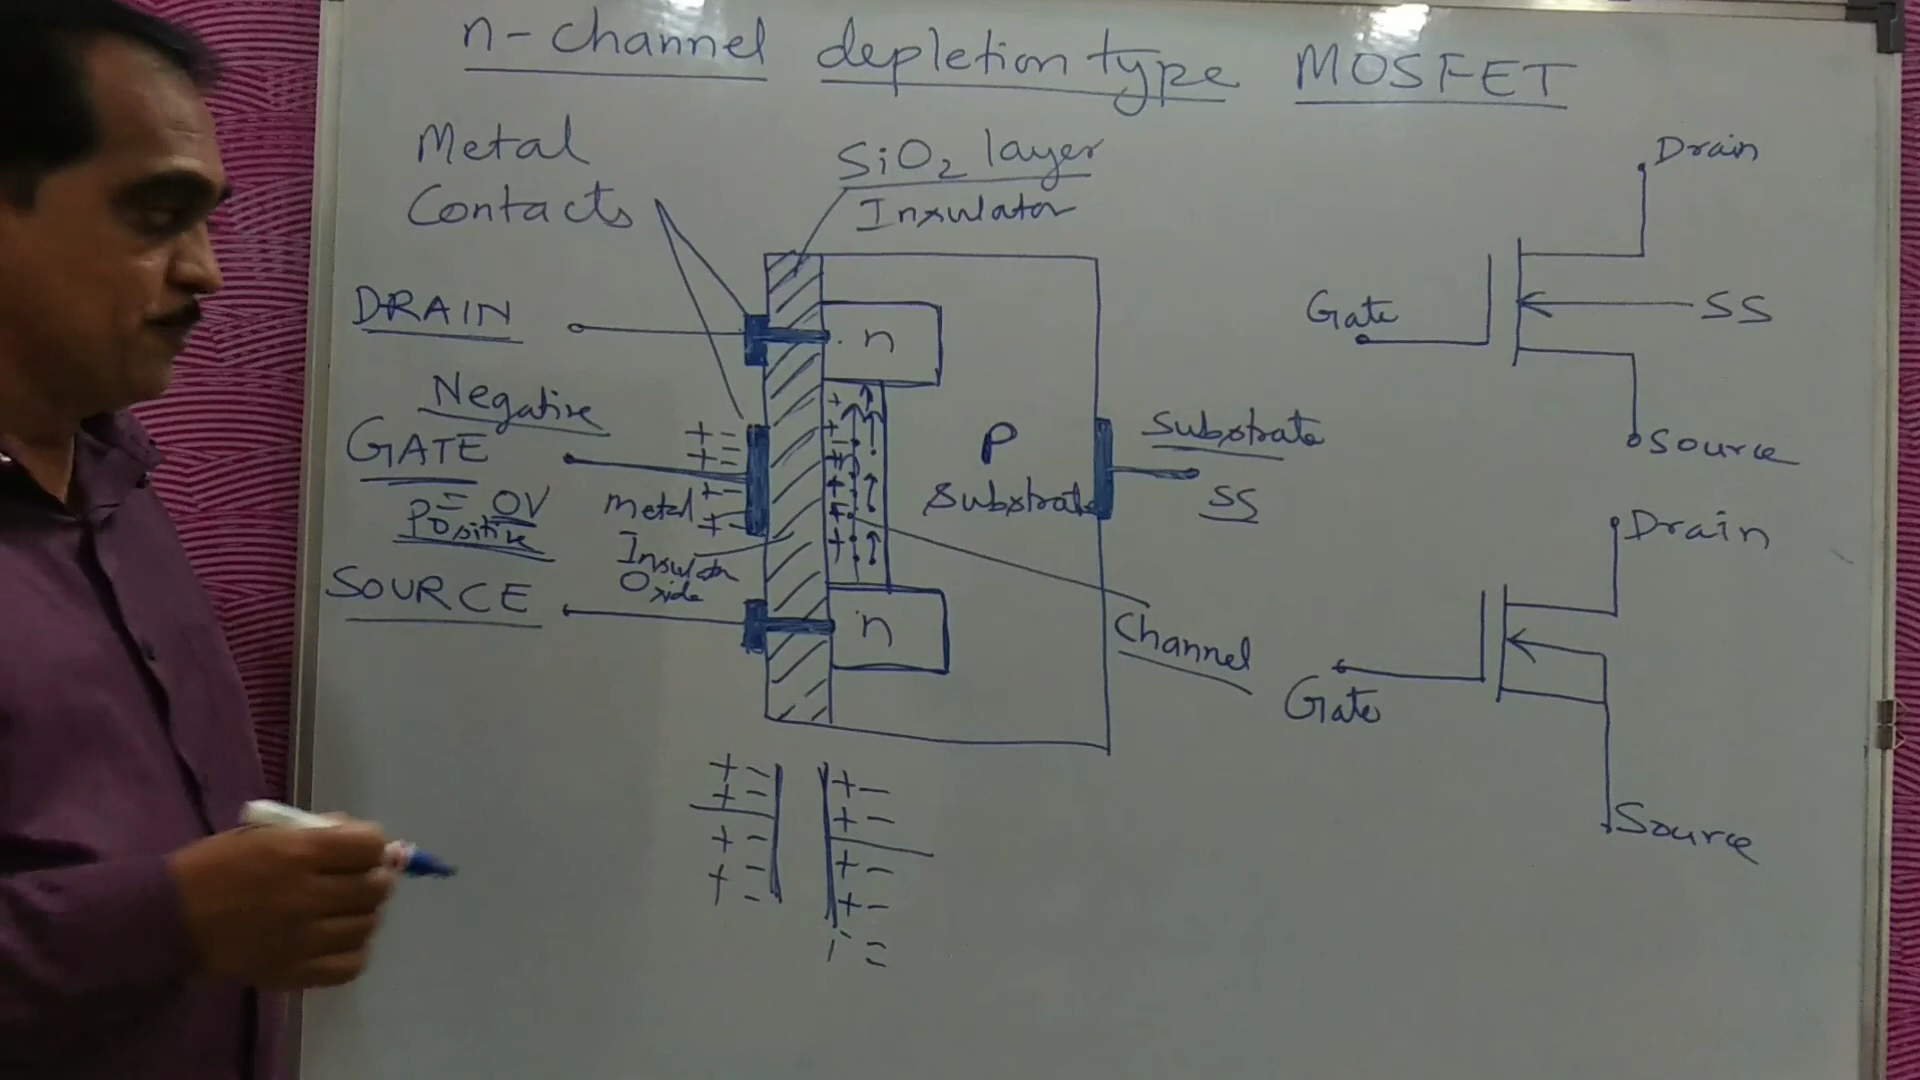 n-channel depletion type MOSFET
Metal
Contacts
SiO2 layer
Insulator
DRAIN
Negative
GATE
= 0V
Positive
SOURCE
+ =
+ =
+ -
+ -
Metal
Insulator
Oxide
n
P
Substrate
n
Substrate
SS
Channel
Drain
Gate
SS
Source
Drain
Gate
Source
+ = + -
+ = + -
+ - + -
+ = + -